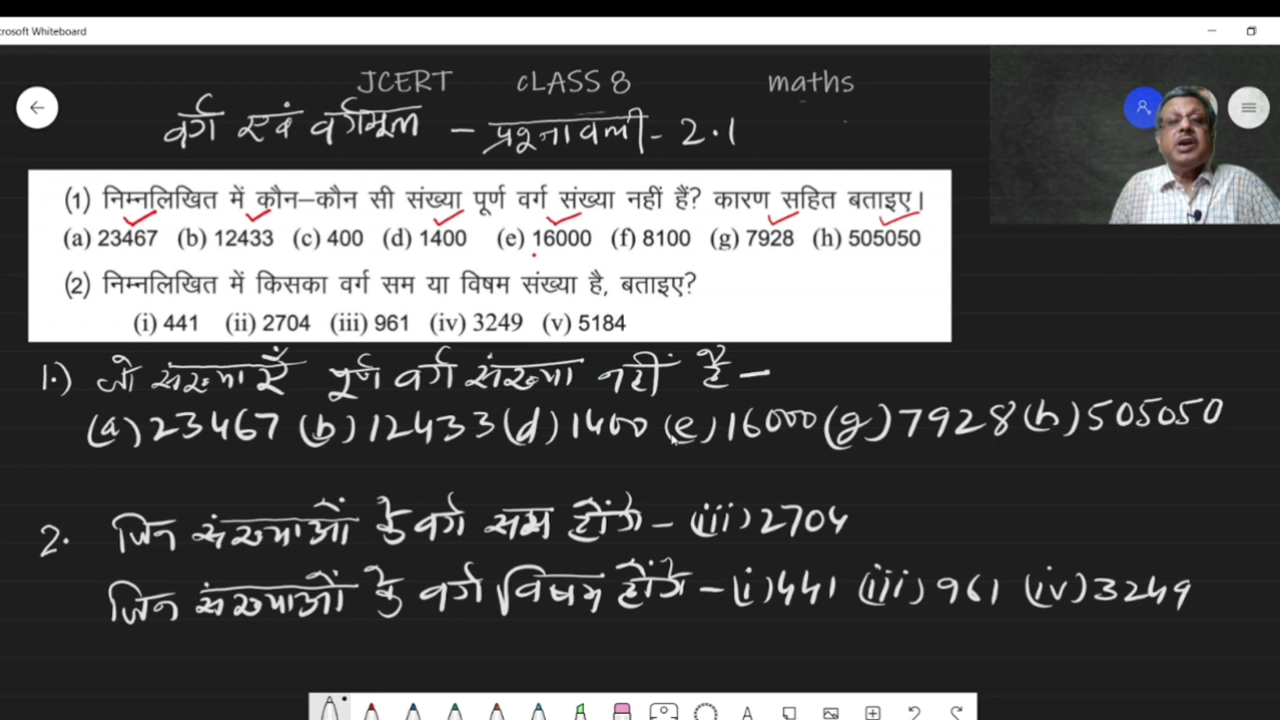 crosoft Whiteboard
JCERT CLASS 8 maths
वर्ग एवं वर्गमूल – प्रश्नावली - 2.1
(1) निम्नलिखित में कौन–कौन सी संख्या पूर्ण वर्ग संख्या नहीं हैं? कारण सहित बताइए।
(a) 23467 (b) 12433 (c) 400 (d) 1400 (e) 16000 (f) 8100 (g) 7928 (h) 505050
(2) निम्नलिखित में किसका वर्ग सम या विषम संख्या है, बताइए?
(i) 441 (ii) 2704 (iii) 961 (iv) 3249 (v) 5184
1.) जो संख्याएँ पूर्ण वर्ग संख्या नहीं है –
(a) 23467 (b) 12433 (d) 1400 (e) 16000 (g) 7928 (h) 505050
2. जिन संख्याओं के वर्ग सम होंगे – (iii) 2704
जिन संख्याओं के वर्ग विषम होंगे – (i) 441 (iii) 961 (iv) 3249